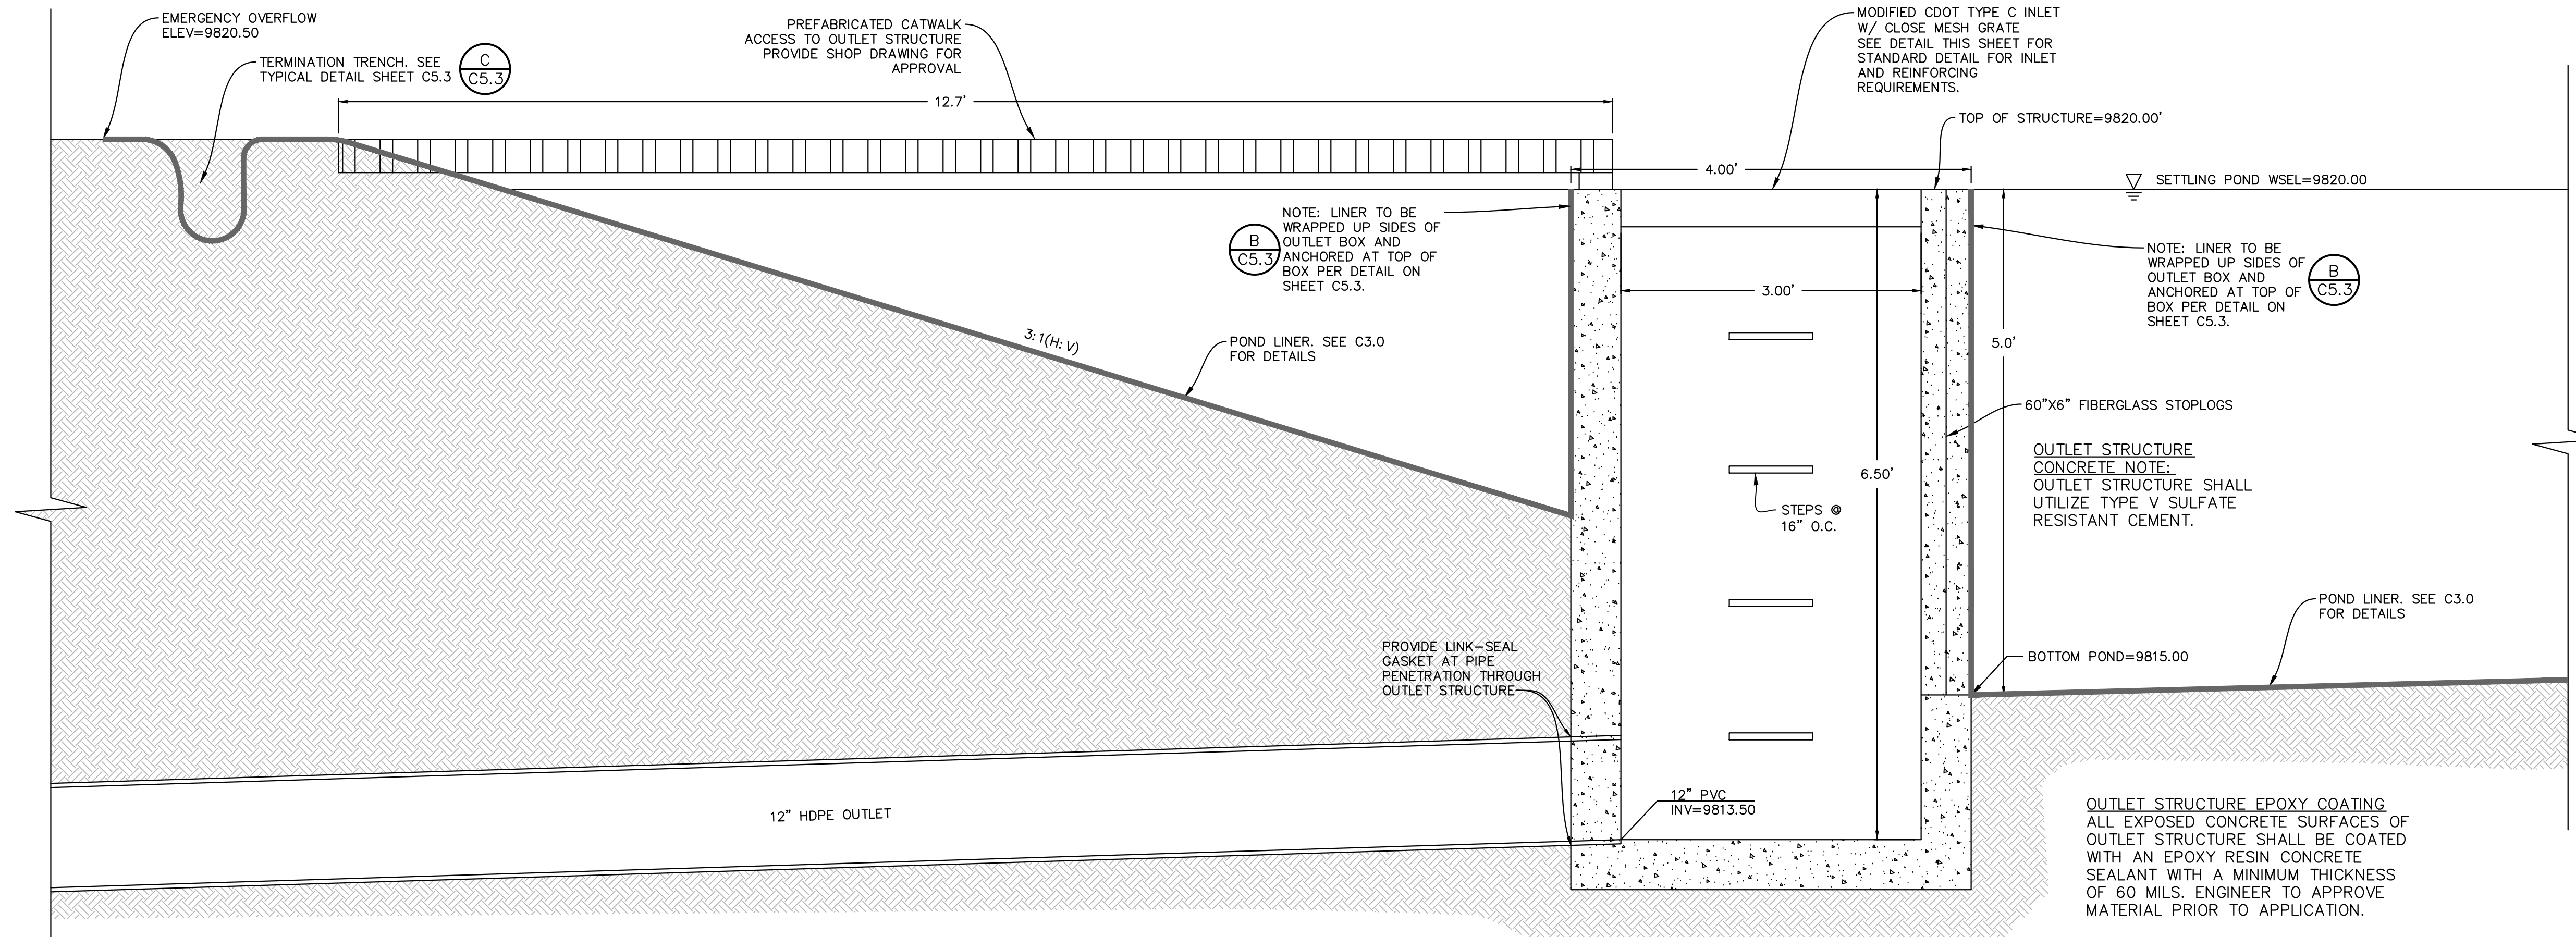 EMERGENCY OVERFLOW
ELEV=9820.50
TERMINATION TRENCH. SEE
TYPICAL DETAIL SHEET C5.3
C
C5.3
PREFABRICATED CATWALK
ACCESS TO OUTLET STRUCTURE
PROVIDE SHOP DRAWING FOR
APPROVAL
12.7'
MODIFIED CDOT TYPE C INLET
W/ CLOSE MESH GRATE
SEE DETAIL THIS SHEET FOR
STANDARD DETAIL FOR INLET
AND REINFORCING
REQUIREMENTS.
TOP OF STRUCTURE=9820.00'
4.00'
SETTLING POND WSEL=9820.00
NOTE: LINER TO BE
WRAPPED UP SIDES OF
OUTLET BOX AND
ANCHORED AT TOP OF
BOX PER DETAIL ON
SHEET C5.3.
B
C5.3
NOTE: LINER TO BE
WRAPPED UP SIDES OF
OUTLET BOX AND
ANCHORED AT TOP OF
BOX PER DETAIL ON
SHEET C5.3.
B
C5.3
3.00'
3:1(H:V)
POND LINER. SEE C3.0
FOR DETAILS
5.0'
60"X6" FIBERGLASS STOPLOGS
OUTLET STRUCTURE
CONCRETE NOTE:
OUTLET STRUCTURE SHALL
UTILIZE TYPE V SULFATE
RESISTANT CEMENT.
6.50'
STEPS @
16" O.C.
POND LINER. SEE C3.0
FOR DETAILS
PROVIDE LINK-SEAL
GASKET AT PIPE
PENETRATION THROUGH
OUTLET STRUCTURE
BOTTOM POND=9815.00
12" PVC
INV=9813.50
12" HDPE OUTLET
OUTLET STRUCTURE EPOXY COATING
ALL EXPOSED CONCRETE SURFACES OF
OUTLET STRUCTURE SHALL BE COATED
WITH AN EPOXY RESIN CONCRETE
SEALANT WITH A MINIMUM THICKNESS
OF 60 MILS. ENGINEER TO APPROVE
MATERIAL PRIOR TO APPLICATION.